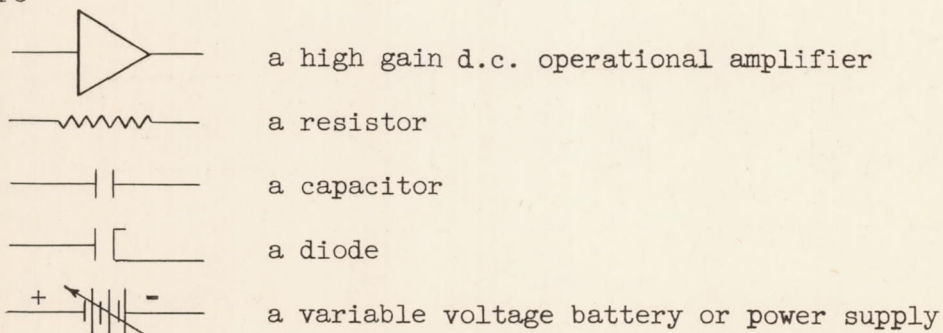 a high gain d.c. operational amplifier
a resistor
a capacitor
a diode
+ - a variable voltage battery or power supply